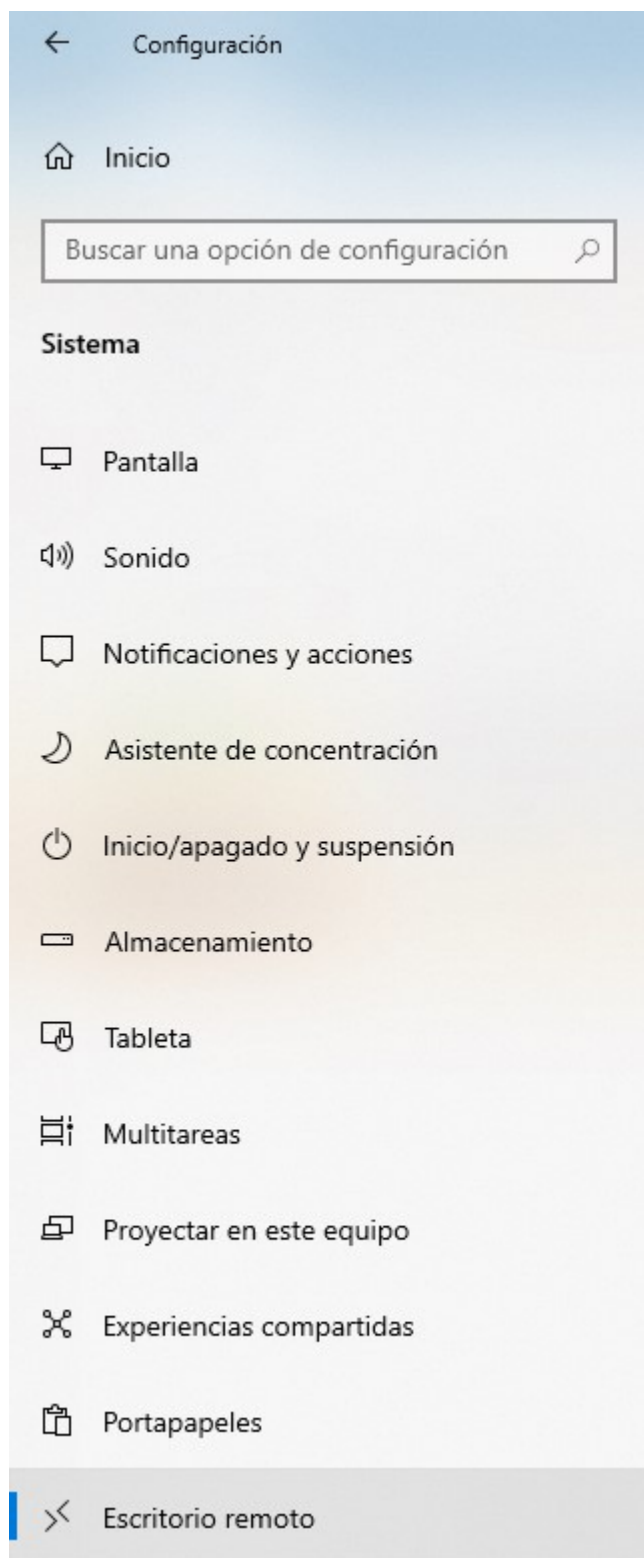 Configuración
Inicio
Buscar una opción de configuración
Sistema
Pantalla
Sonido
Notificaciones y acciones
Asistente de concentración
Inicio/apagado y suspensión
Almacenamiento
Tableta
Multitareas
Proyectar en este equipo
Experiencias compartidas
Portapapeles
Escritorio remoto